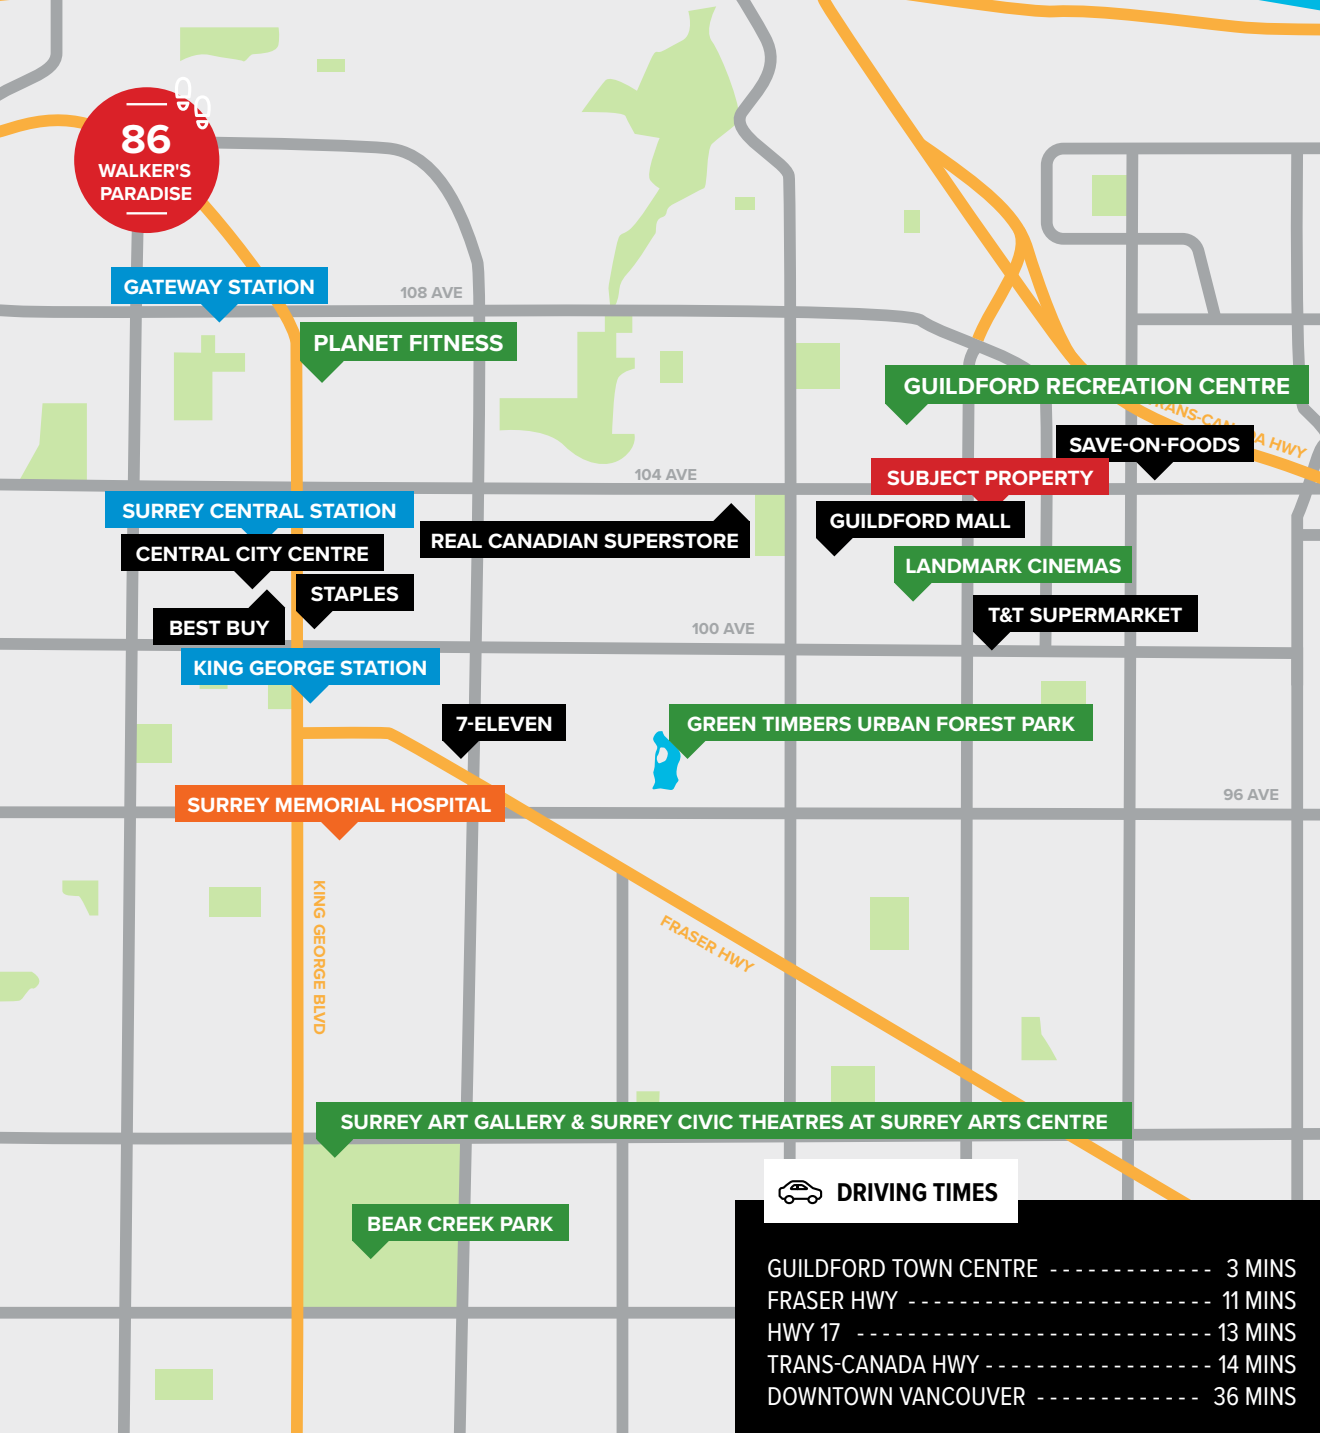 86
WALKER'S
PARADISE
GATEWAY STATION
108 AVE
PLANET FITNESS
GUILDFORD RECREATION CENTRE
TRANS-CANADA HWY
SAVE-ON-FOODS
104 AVE
SUBJECT PROPERTY
SURREY CENTRAL STATION
GUILDFORD MALL
REAL CANADIAN SUPERSTORE
CENTRAL CITY CENTRE
LANDMARK CINEMAS
STAPLES
T&T SUPERMARKET
BEST BUY
100 AVE
KING GEORGE STATION
7-ELEVEN
GREEN TIMBERS URBAN FOREST PARK
96 AVE
SURREY MEMORIAL HOSPITAL
KING GEORGE BLVD
FRASER HWY
SURREY ART GALLERY & SURREY CIVIC THEATRES AT SURREY ARTS CENTRE
BEAR CREEK PARK
DRIVING TIMES
GUILDFORD TOWN CENTRE ------------- 3 MINS
FRASER HWY ------------------------ 11 MINS
HWY 17 ---------------------------- 13 MINS
TRANS-CANADA HWY ------------------ 14 MINS
DOWNTOWN VANCOUVER ------------- 36 MINS